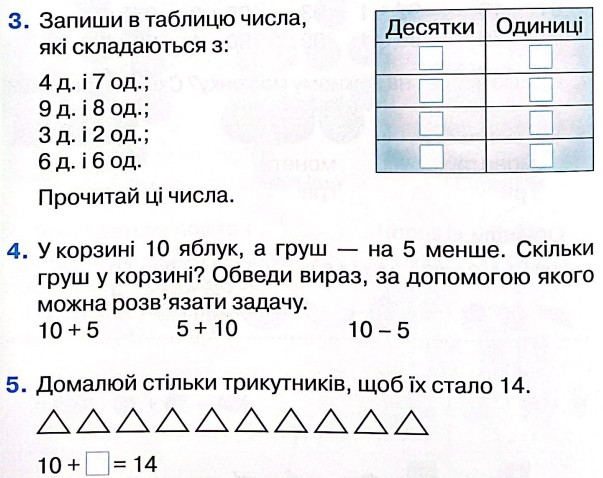 3. Запиши в таблицю числа,
які складаються з:
4 д. і 7 од.;
9 д. і 8 од.;
3 д. і 2 од.;
6 д. і 6 од.
Прочитай ці числа.
Десятки Одиниці
4. У корзині 10 яблук, а груш — на 5 менше. Скільки
груш у корзині? Обведи вираз, за допомогою якого
можна розв'язати задачу.
10 + 5 5 + 10 10 – 5
5. Домалюй стільки трикутників, щоб їх стало 14.
10 + □ = 14